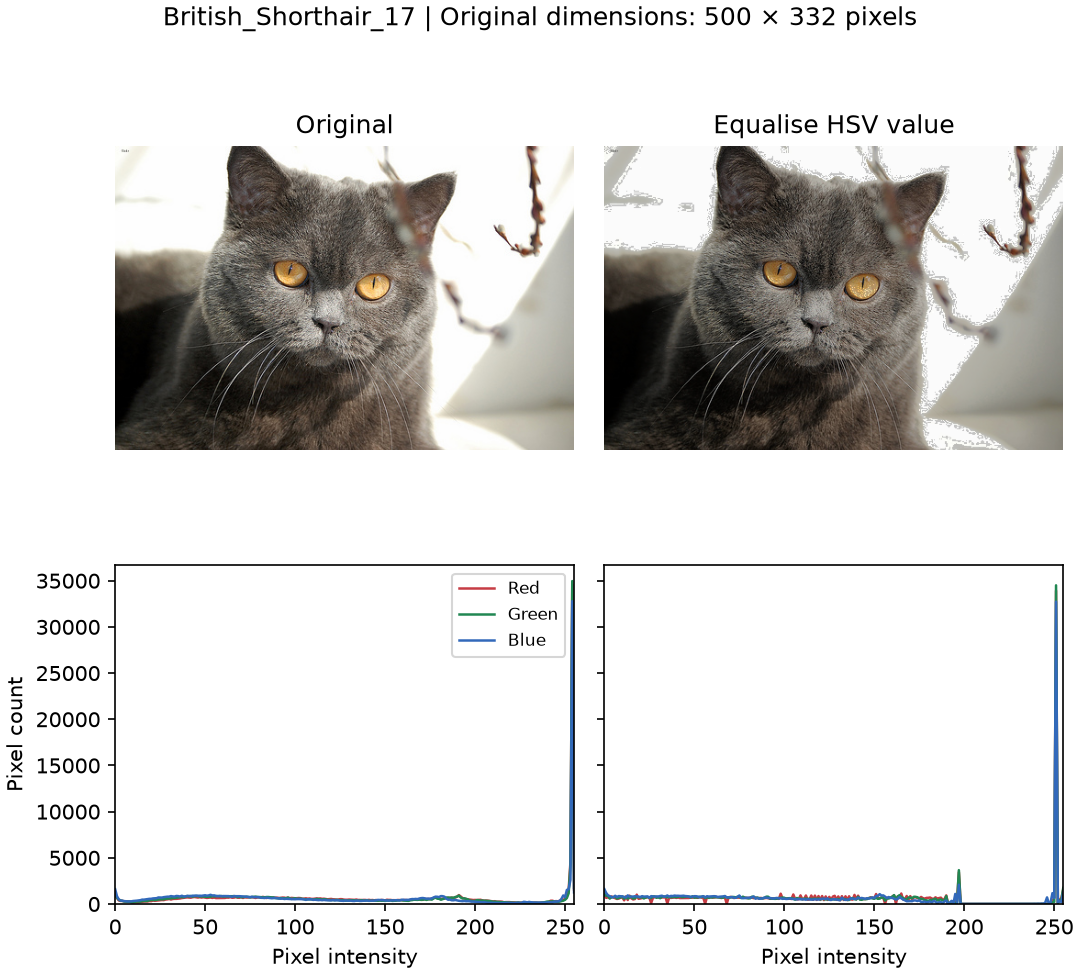 British_Shorthair_17 | Original dimensions: 500 × 332 pixels
Original
Equalise HSV value
35000
30000
25000
20000
15000
10000
5000
0
Pixel count
Red
Green
Blue
0 50 100 150 200 250
0 50 100 150 200 250
Pixel intensity
Pixel intensity